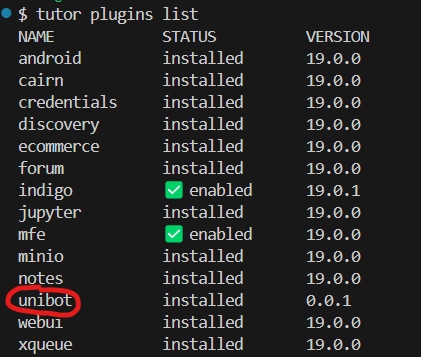 $ tutor plugins list
NAME STATUS VERSION
android installed 19.0.0
cairn installed 19.0.0
credentials installed 19.0.0
discovery installed 19.0.0
ecommerce installed 19.0.0
forum installed 19.0.0
indigo ✅ enabled 19.0.1
jupyter installed 19.0.0
mfe ✅ enabled 19.0.0
minio installed 19.0.0
notes installed 19.0.0
unibot installed 0.0.1
webui installed 19.0.0
xqueue installed 19.0.0